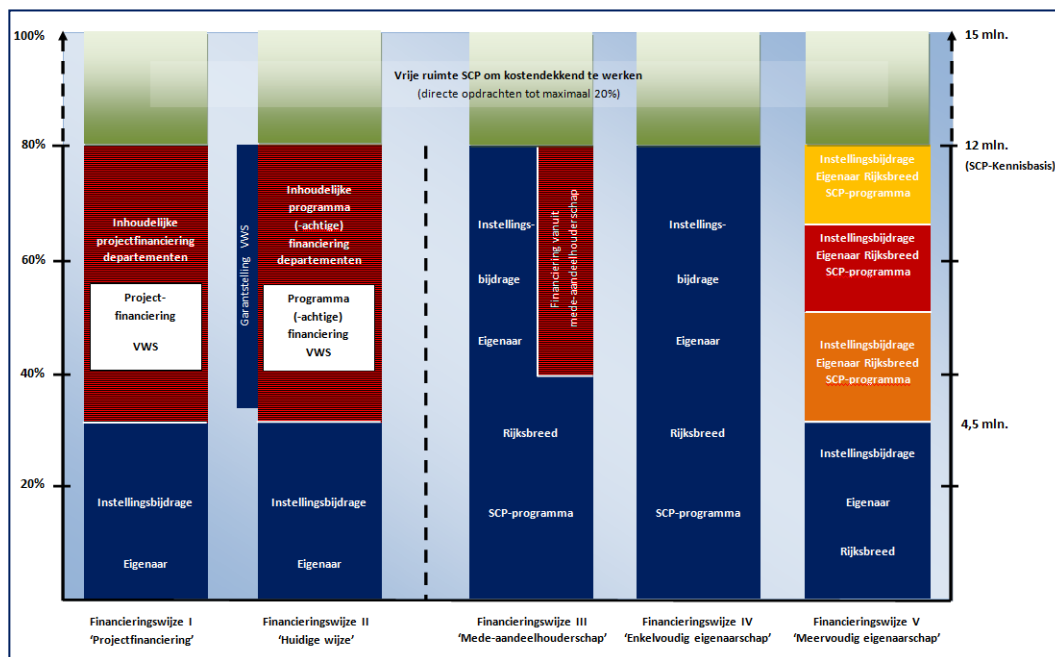 100%
80%
60%
40%
20%
15 mln.
12 mln.
(SCP-Kennisbasis)
4,5 mln.
Vrije ruimte SCP om kostendekkend te werken
(directe opdrachten tot maximaal 20%)
Inhoudelijke
projectfinanciering
departementen
Project-
financiering
VWS
Instellingsbijdrage
Eigenaar
Garantstelling VWS
Inhoudelijke
programma
(-achtige)
financiering
departementen
Programma
(-achtige)
financiering
VWS
Instellingsbijdrage
Eigenaar
Instellings-
bijdrage
Eigenaar
Rijksbreed
SCP-programma
Financiering vanuit
mede-aandeelhouderschap
Instellings-
bijdrage
Eigenaar
Rijksbreed
SCP-programma
Instellingsbijdrage
Eigenaar Rijksbreed
SCP-programma
Instellingsbijdrage
Eigenaar Rijksbreed
SCP-programma
Instellingsbijdrage
Eigenaar Rijksbreed
SCP-programma
Instellingsbijdrage
Eigenaar
Rijksbreed
Financieringswijze I
‘Projectfinanciering’
Financieringswijze II
‘Huidige wijze’
Financieringswijze III
‘Mede-aandeelhouderschap’
Financieringswijze IV
‘Enkelvoudig eigenaarschap’
Financieringswijze V
‘Meervoudig eigenaarschap’